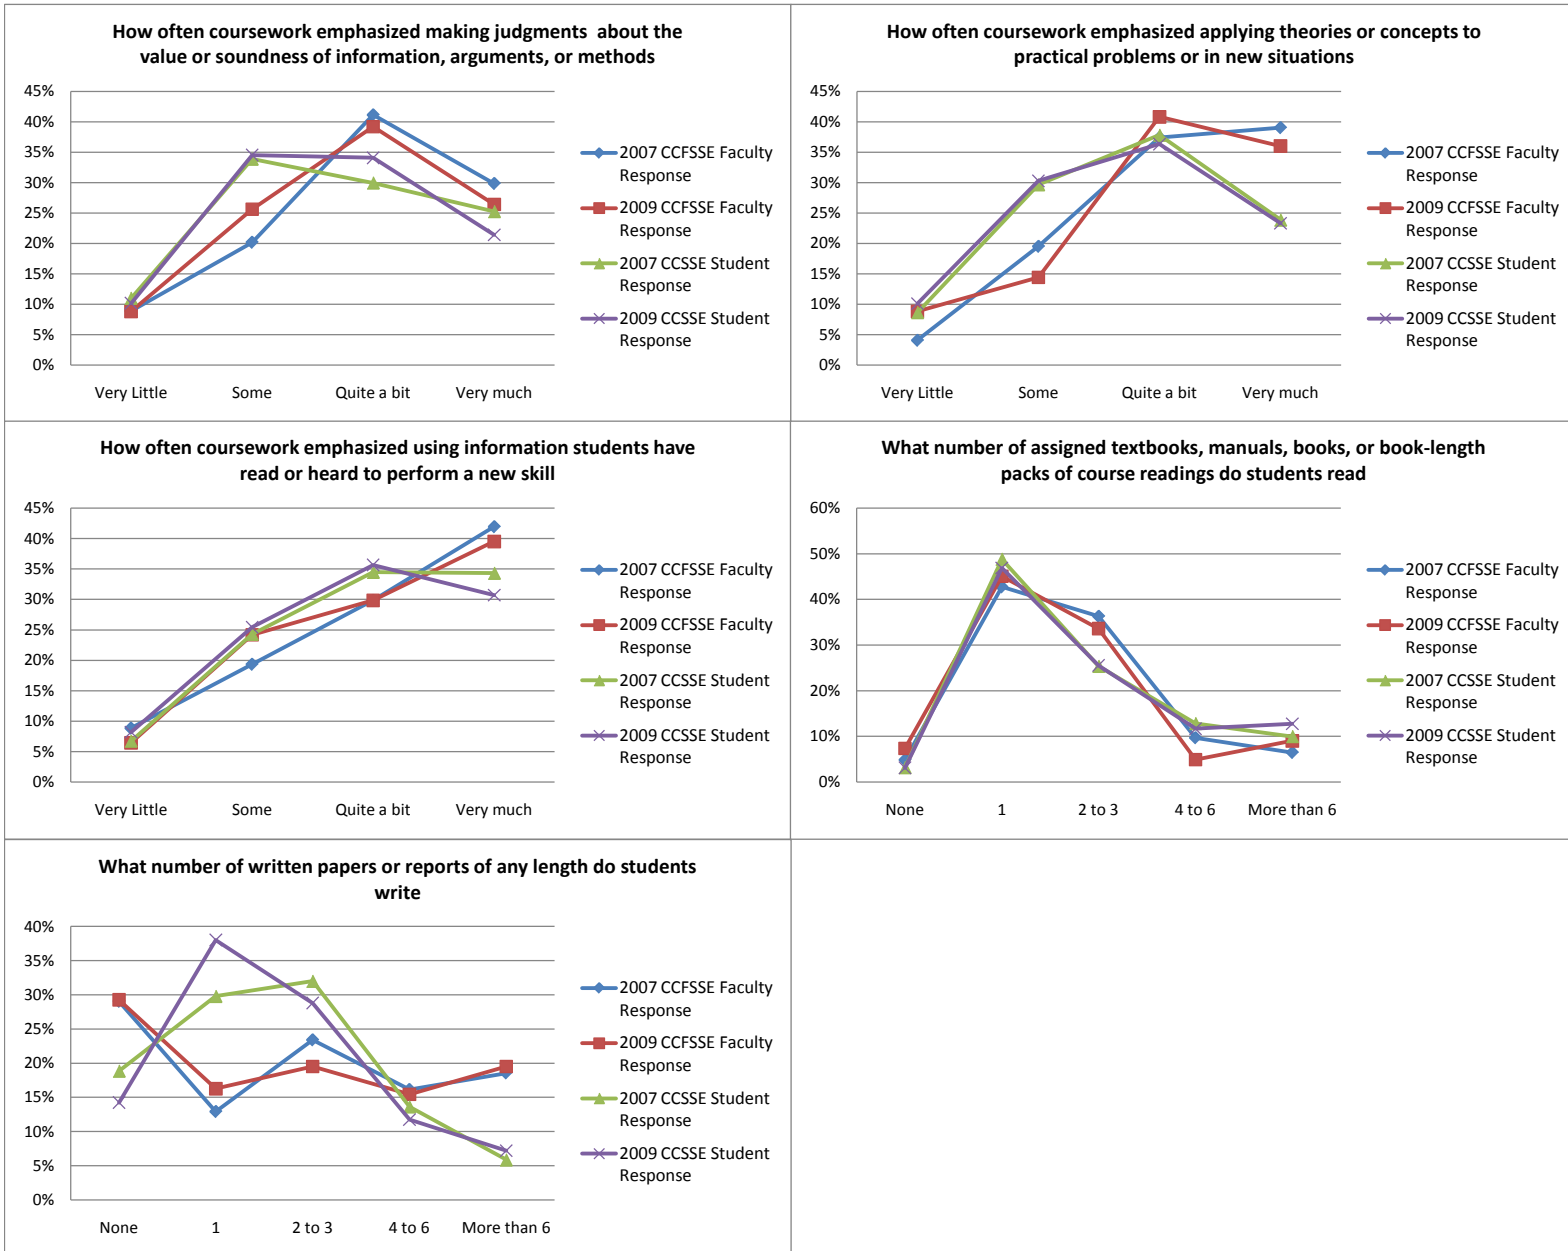 How often coursework emphasized making judgments about the
value or soundness of information, arguments, or methods
45%
40%
35%
30%
25%
20%
15%
10%
5%
0%
Very Little
Some
Quite a bit
Very much
2007 CCFSSE Faculty
Response
2009 CCFSSE Faculty
Response
2007 CCSSE Student
Response
2009 CCSSE Student
Response
How often coursework emphasized applying theories or concepts to
practical problems or in new situations
45%
40%
35%
30%
25%
20%
15%
10%
5%
0%
Very Little
Some
Quite a bit
Very much
2007 CCFSSE Faculty
Response
2009 CCFSSE Faculty
Response
2007 CCSSE Student
Response
2009 CCSSE Student
Response
How often coursework emphasized using information students have
read or heard to perform a new skill
45%
40%
35%
30%
25%
20%
15%
10%
5%
0%
Very Little
Some
Quite a bit
Very much
2007 CCFSSE Faculty
Response
2009 CCFSSE Faculty
Response
2007 CCSSE Student
Response
2009 CCSSE Student
Response
What number of assigned textbooks, manuals, books, or book-length
packs of course readings do students read
60%
50%
40%
30%
20%
10%
0%
None
1
2 to 3
4 to 6
More than 6
2007 CCFSSE Faculty
Response
2009 CCFSSE Faculty
Response
2007 CCSSE Student
Response
2009 CCSSE Student
Response
What number of written papers or reports of any length do students
write
40%
35%
30%
25%
20%
15%
10%
5%
0%
None
1
2 to 3
4 to 6
More than 6
2007 CCFSSE Faculty
Response
2009 CCFSSE Faculty
Response
2007 CCSSE Student
Response
2009 CCSSE Student
Response